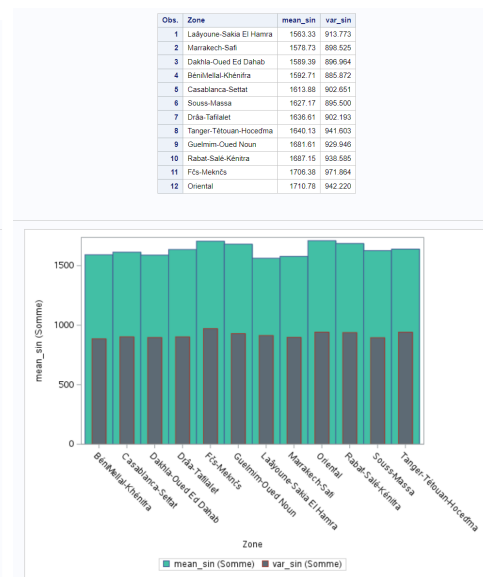 Obs. Zone mean_sin var_sin
1 Laâyoune-Sakia El Hamra 1563.33 913.773
2 Marrakech-Safi 1578.73 898.525
3 Dakhla-Oued Ed Dahab 1589.39 896.964
4 BéniMellal-Khénifra 1592.71 885.872
5 Casablanca-Settat 1613.88 902.651
6 Souss-Massa 1627.17 895.500
7 Drâa-Tafilalet 1636.61 902.193
8 Tanger-Tétouan-Hoceďma 1640.13 941.603
9 Guelmim-Oued Noun 1681.61 929.946
10 Rabat-Salé-Kénitra 1687.15 938.585
11 Fčs-Meknčs 1706.38 971.864
12 Oriental 1710.78 942.220
mean_sin (Somme)
1500
1000
500
0
BéniMellal-Khénifra
Casablanca-Settat
Dakhla-Oued Ed Dahab
Drâa-Tafilalet
Fčs-Meknčs
Guelmim-Oued Noun
Laâyoune-Sakia El Hamra
Marrakech-Safi
Oriental
Rabat-Salé-Kénitra
Souss-Massa
Tanger-Tétouan-Hoceďma
Zone
mean_sin (Somme) var_sin (Somme)